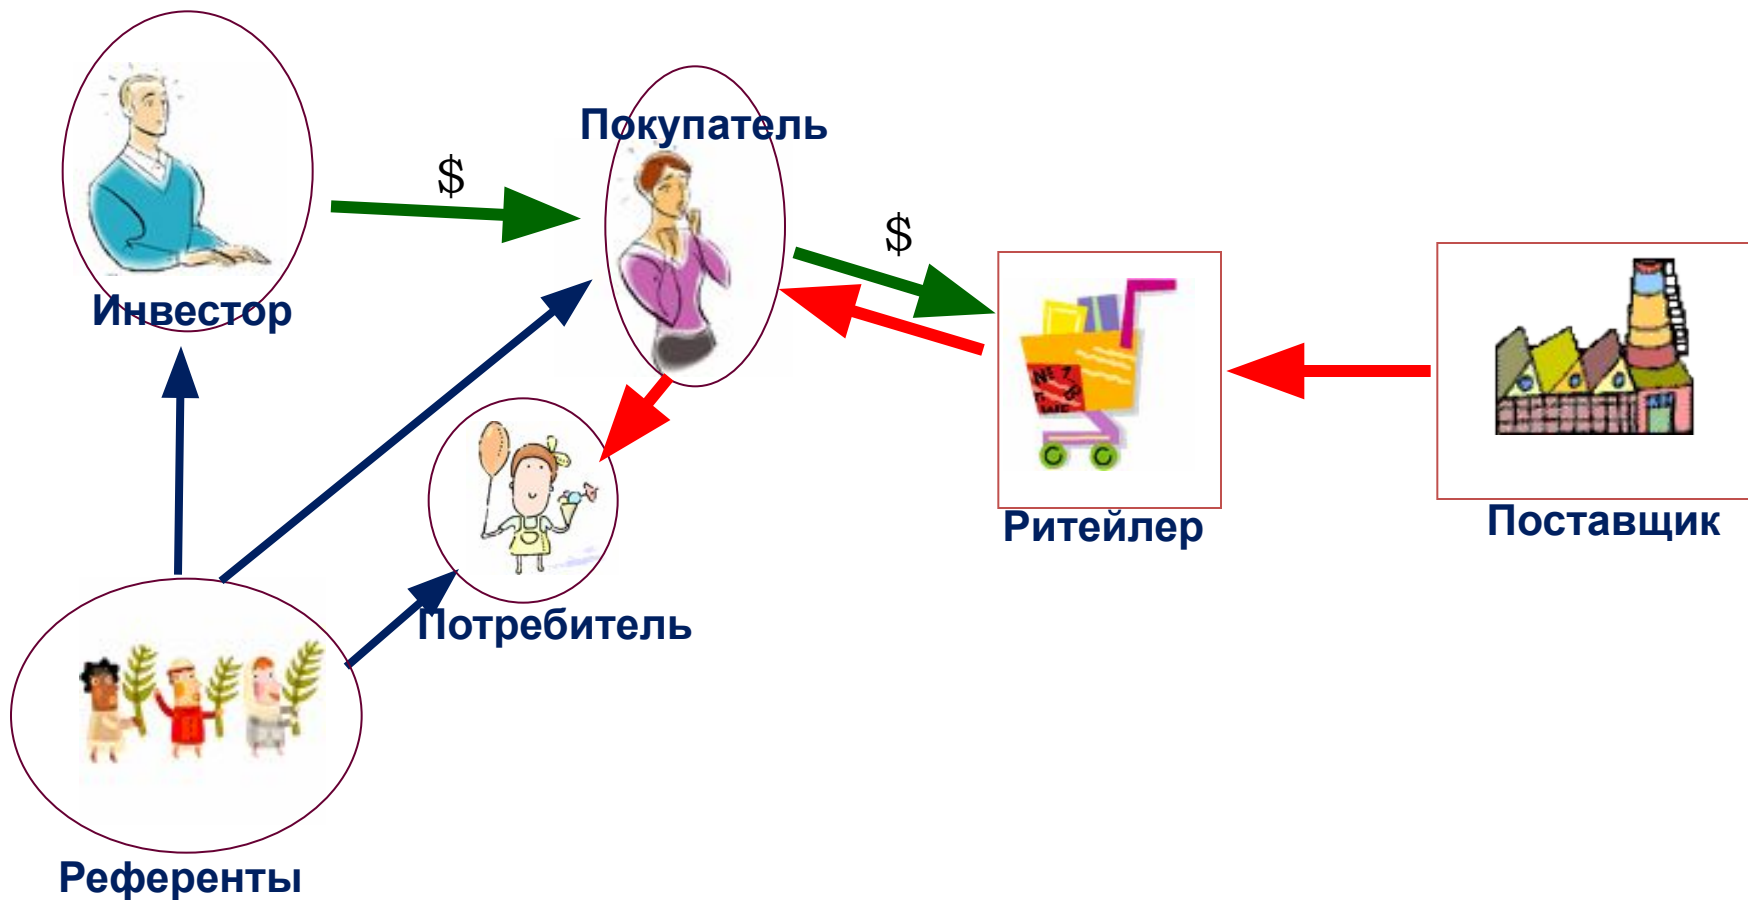 Покупатель
$
$
Инвестор
Ритейлер
Поставщик
Потребитель
Референты